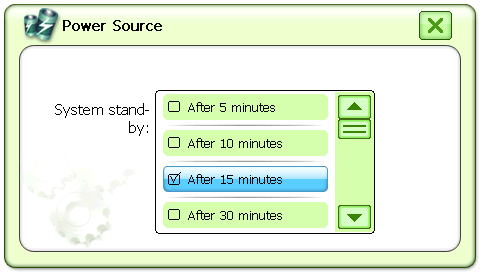 Power Source
System stand-
by:
After 5 minutes
After 10 minutes
After 15 minutes
After 30 minutes